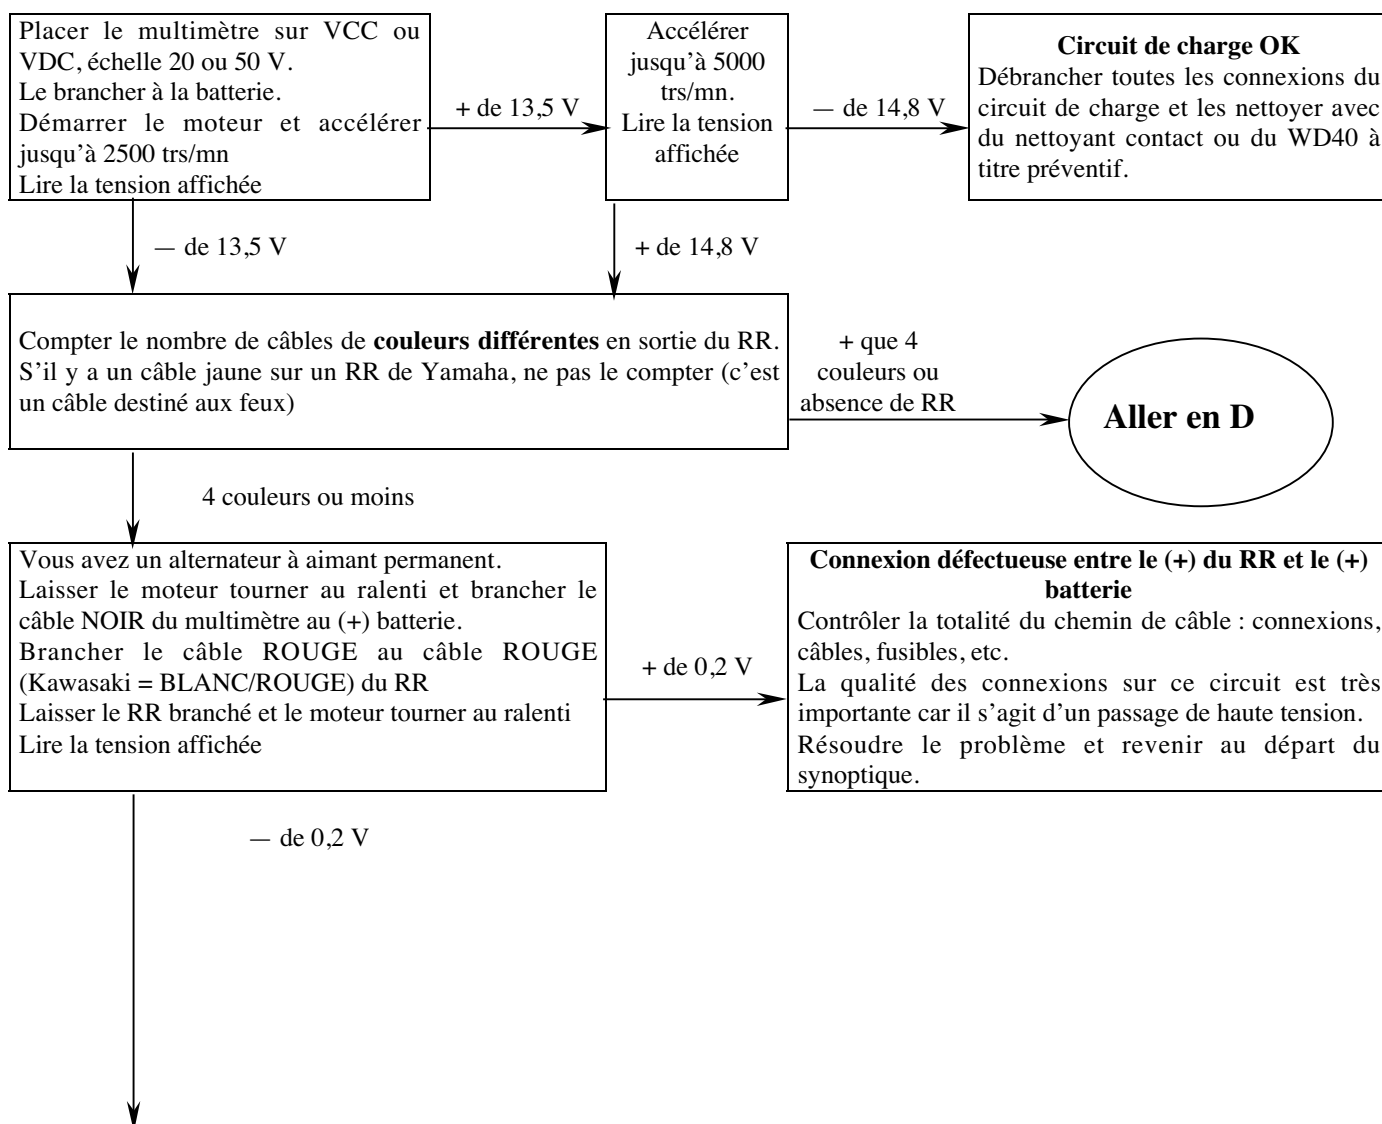 Placer le multimètre sur VCC ou
VDC, échelle 20 ou 50 V.
Le brancher à la batterie.
Démarrer le moteur et accélérer
jusqu’à 2500 trs/mn
Lire la tension affichée
+ de 13,5 V
Accélérer
jusqu’à 5000
trs/mn.
Lire la tension
affichée
— de 14,8 V
Circuit de charge OK
Débrancher toutes les connexions du
circuit de charge et les nettoyer avec
du nettoyant contact ou du WD40 à
titre préventif.
— de 13,5 V
+ de 14,8 V
Compter le nombre de câbles de couleurs différentes en sortie du RR.
S’il y a un câble jaune sur un RR de Yamaha, ne pas le compter (c’est
un câble destiné aux feux)
+ que 4
couleurs ou
absence de RR
Aller en D
4 couleurs ou moins
Vous avez un alternateur à aimant permanent.
Laisser le moteur tourner au ralenti et brancher le
câble NOIR du multimètre au (+) batterie.
Brancher le câble ROUGE au câble ROUGE
(Kawasaki = BLANC/ROUGE) du RR
Laisser le RR branché et le moteur tourner au ralenti
Lire la tension affichée
+ de 0,2 V
Connexion défectueuse entre le (+) du RR et le (+)
batterie
Contrôler la totalité du chemin de câble : connexions,
câbles, fusibles, etc.
La qualité des connexions sur ce circuit est très
importante car il s’agit d’un passage de haute tension.
Résoudre le problème et revenir au départ du
synoptique.
— de 0,2 V